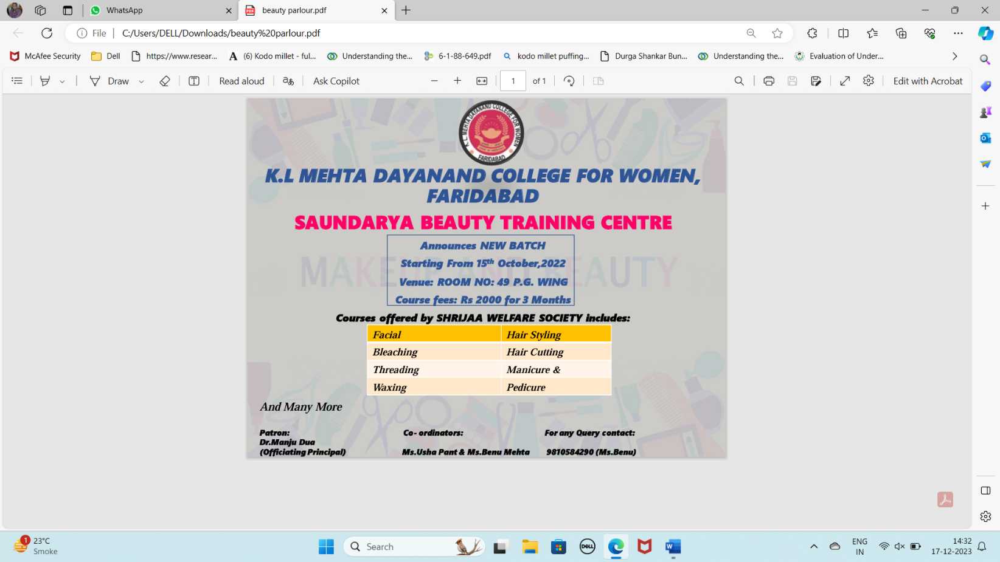 WhatsApp
beauty parlour.pdf
File
C:/Users/DELL/Downloads/beauty%20parlour.pdf
McAfee Security
Dell
https://www.resear...
(6) Kodo millet - ful...
Understanding the...
6-1-88-649.pdf
kodo millet puffing...
Durga Shankar Bun...
Understanding the...
Evaluation of Under...
Draw
Read aloud
Ask Copilot
1
of 1
Edit with Acrobat
K.L. MEHTA DAYANAND COLLEGE FOR WOMEN
FARIDABAD
K.L MEHTA DAYANAND COLLEGE FOR WOMEN,
FARIDABAD
SAUNDARYA BEAUTY TRAINING CENTRE
MAKEUP AND BEAUTY
Announces NEW BATCH
Starting From 15th October,2022
Venue: ROOM NO: 49 P.G. WING
Course fees: Rs 2000 for 3 Months
Courses offered by SHRIJAA WELFARE SOCIETY includes:
Facial Hair Styling
Bleaching Hair Cutting
Threading Manicure &
Waxing Pedicure
And Many More
Patron: Co- ordinators: For any Query contact:
Dr.Manju Dua
(Officiating Principal) Ms.Usha Pant & Ms.Benu Mehta 9810584290 (Ms.Benu)
1
23°C
Smoke
Search
DELL
ENG
IN
14:32
17-12-2023